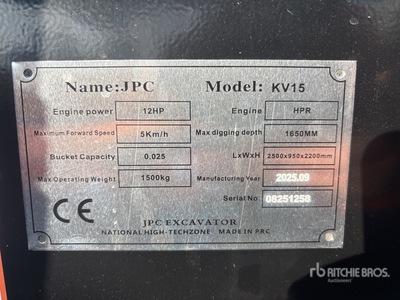 Name:JPC Model: KV15
Engine power 12HP Engine HPR
Maximum Forward Speed 5Km/h Max digging depth 1650MM
Bucket Capacity 0.025 LxWxH 2500x950x2200mm
Max Operating Weight 1500kg Manufacturing Year 2025.09
Serial No 08251258
CE
JPC EXCAVATOR
NATIONAL HIGH-TECHZONE MADE IN PRC
rb RITCHIE BROS.
Auctioneers